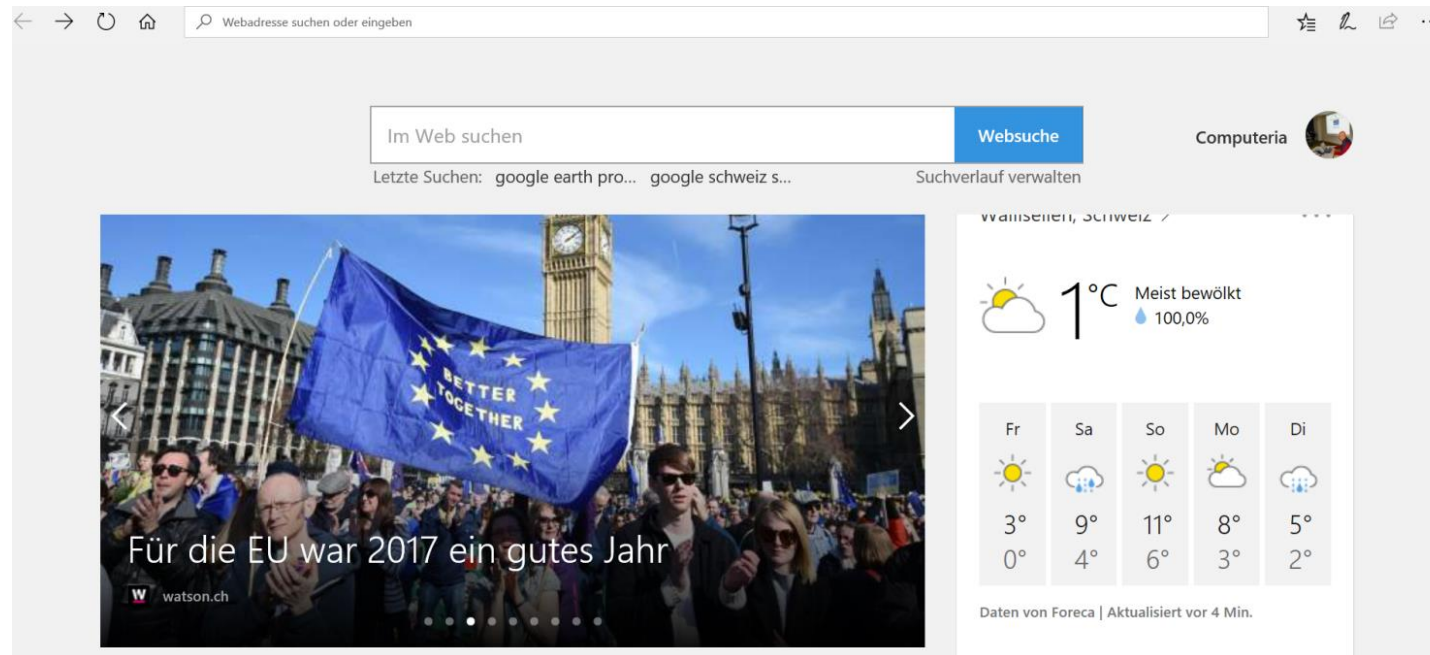 Webadresse suchen oder eingeben
Im Web suchen
Websuche
Computeria
Letzte Suchen: google earth pro... google schweiz s...
Suchverlauf verwalten
BETTER
TOGETHER
Für die EU war 2017 ein gutes Jahr
W watson.ch
Wallisellen, Schweiz
1°C
Meist bewölkt
100,0%
Fr Sa So Mo Di
3° 9° 11° 8° 5°
0° 4° 6° 3° 2°
Daten von Foreca | Aktualisiert vor 4 Min.